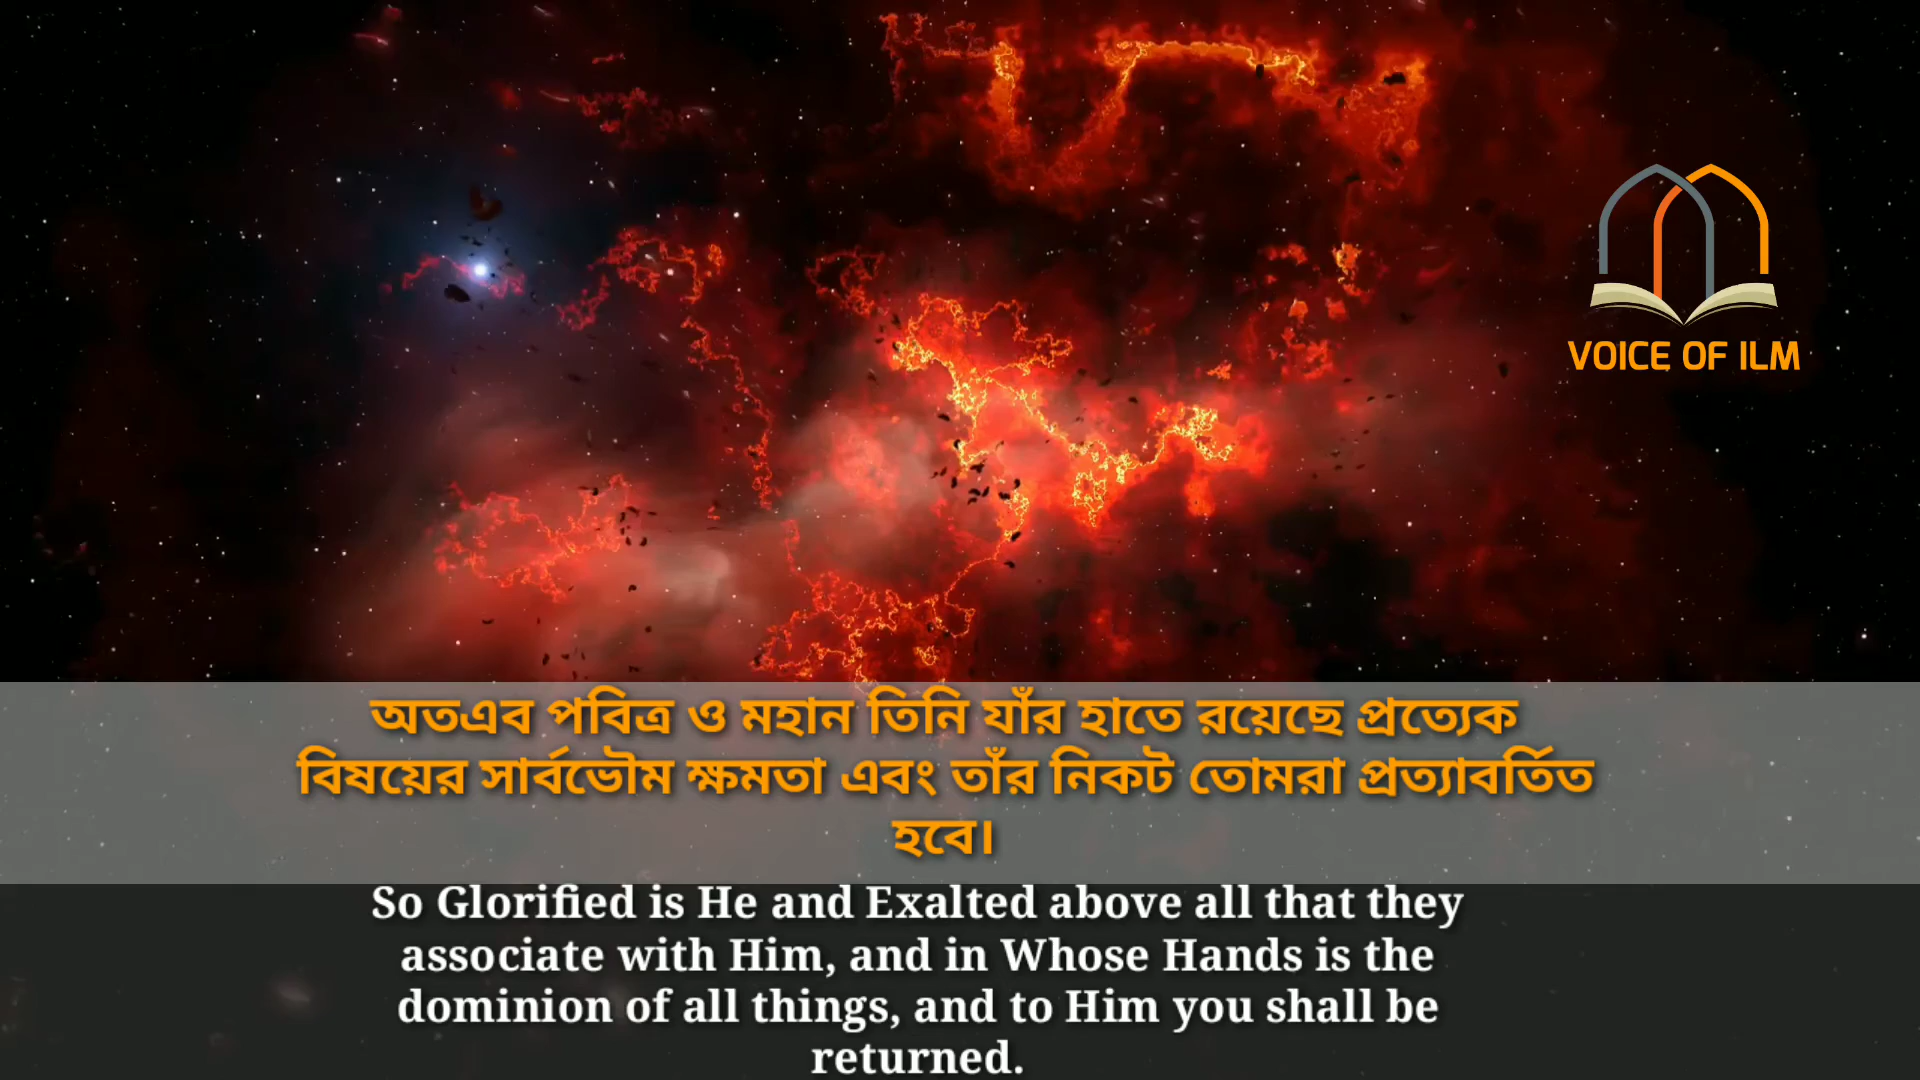 VOICE OF ILM
অতএব পবিত্র ও মহান তিনি যাঁর হাতে রয়েছে প্রত্যেক
বিষয়ের সার্বভৌম ক্ষমতা এবং তাঁর নিকট তোমরা প্রত্যাবর্তিত
হবে।
So Glorified is He and Exalted above all that they
associate with Him, and in Whose Hands is the
dominion of all things, and to Him you shall be
returned.